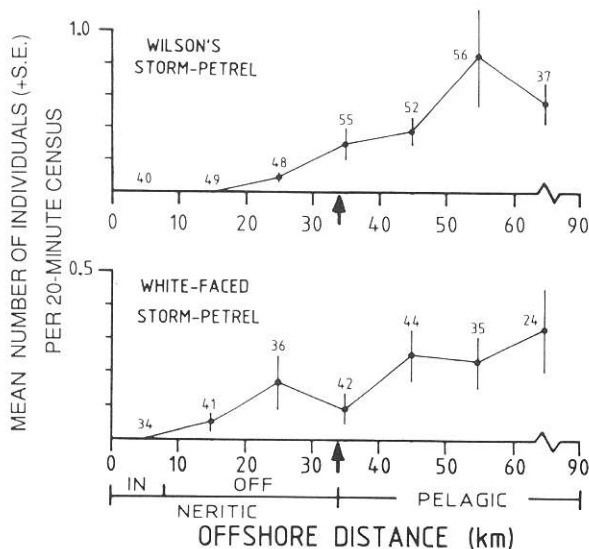 MEAN NUMBER OF INDIVIDUALS (+S.E.)
PER 20-MINUTE CENSUS
1.0
WILSON'S
STORM-PETREL
40 49 48 55 52 56 37
0 10 20 30 40 50 60 90
0.5
WHITE-FACED
STORM-PETREL
34 41 36 42 44 35 24
0 10 20 30 40 50 60 90
IN OFF
NERITIC PELAGIC
OFFSHORE DISTANCE (km)